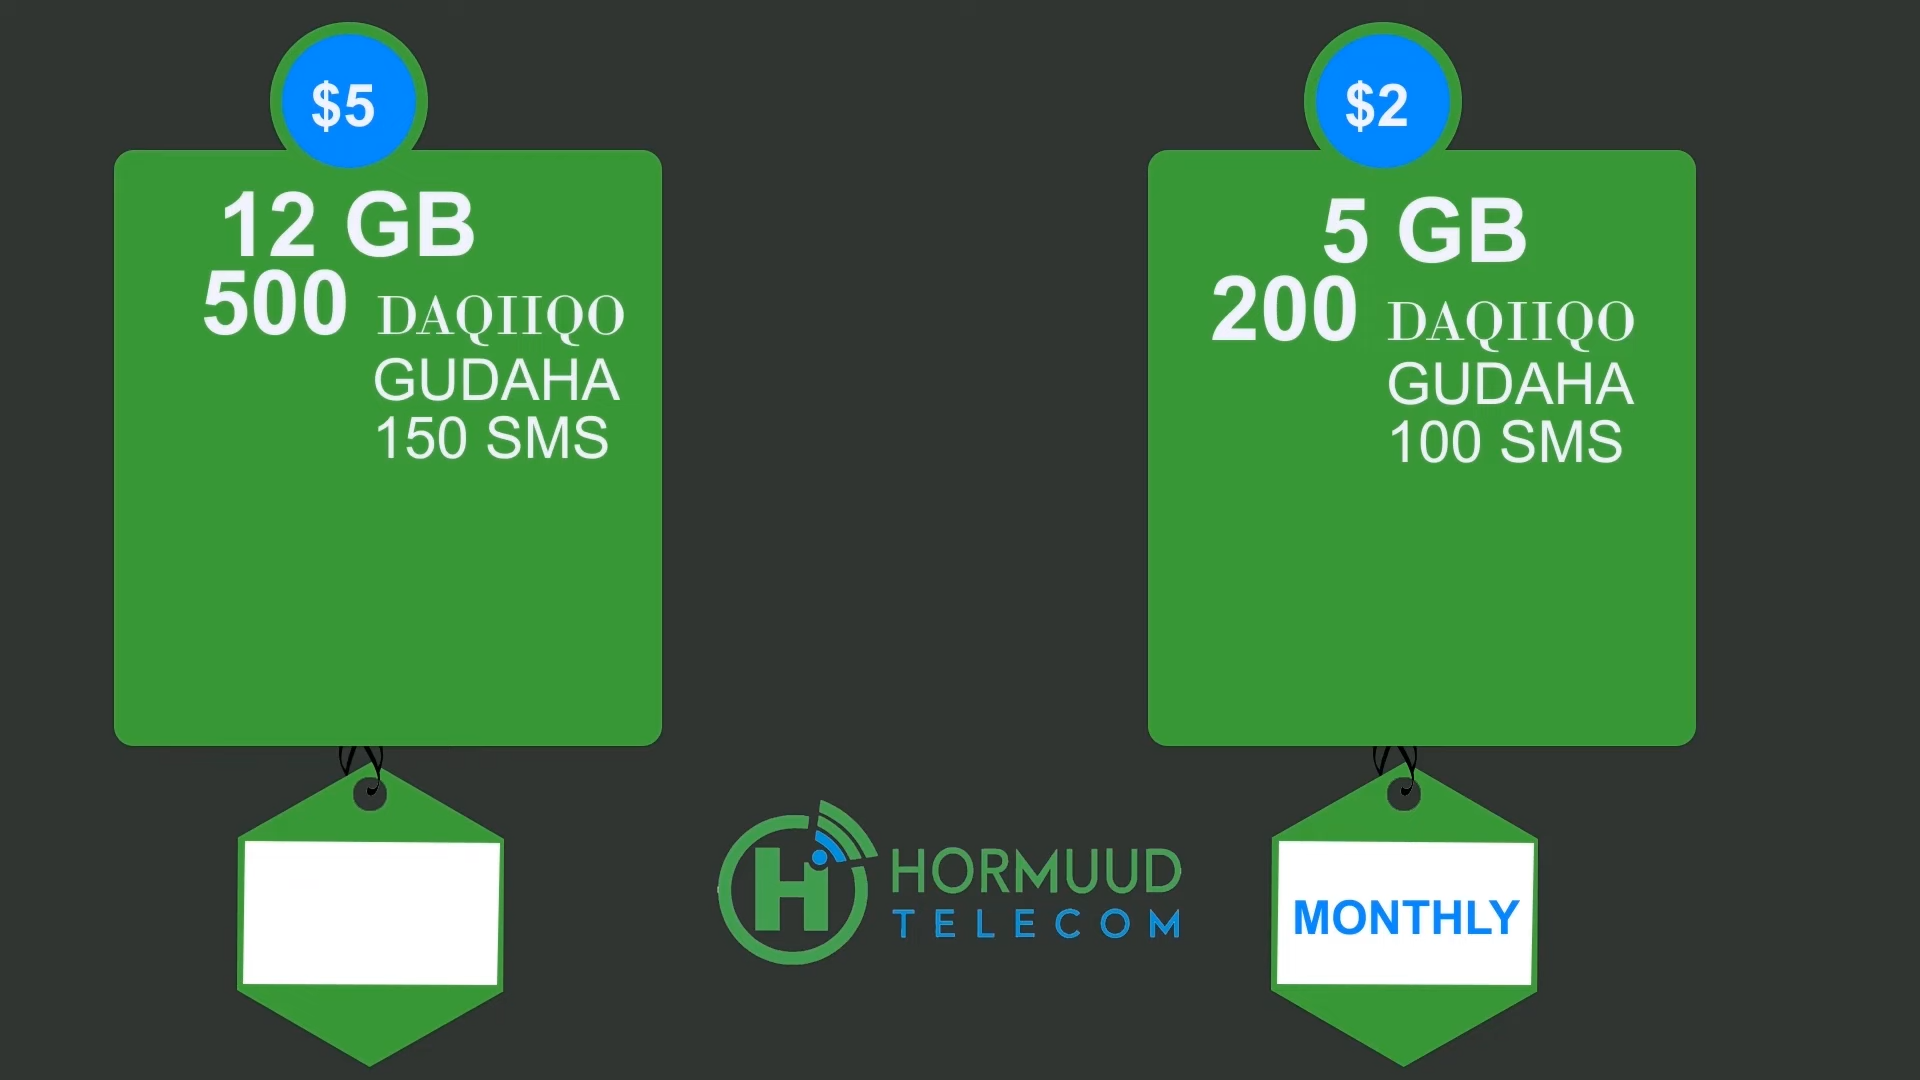 $5
12 GB
500 DAQIIQO
GUDAHA
150 SMS
$2
5 GB
200 DAQIIQO
GUDAHA
100 SMS
HORMUUD
TELECOM
MONTHLY